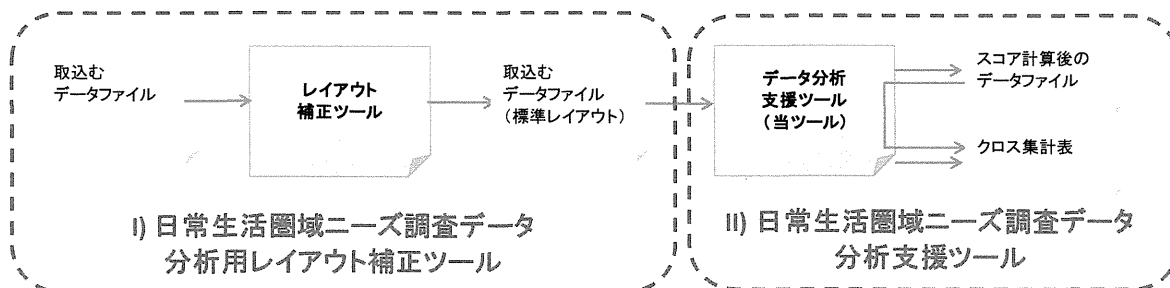 取込む
データファイル
レイアウト
補正ツール
取込む
データファイル
(標準レイアウト)
I) 日常生活圏域ニーズ調査データ
分析用レイアウト補正ツール
データ分析
支援ツール
(当ツール)
スコア計算後の
データファイル
クロス集計表
II) 日常生活圏域ニーズ調査データ
分析支援ツール